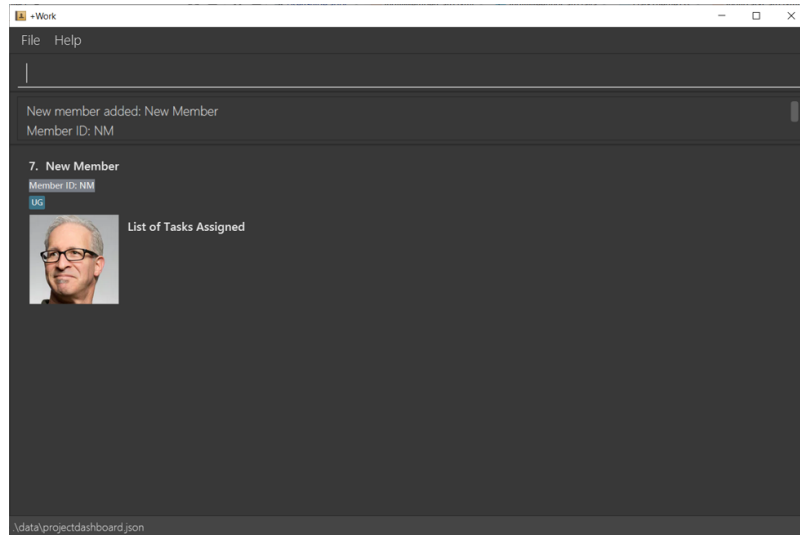 +Work
File Help
New member added: New Member
Member ID: NM
7. New Member
Member ID: NM
UG
List of Tasks Assigned
.\data\projectdashboard.json